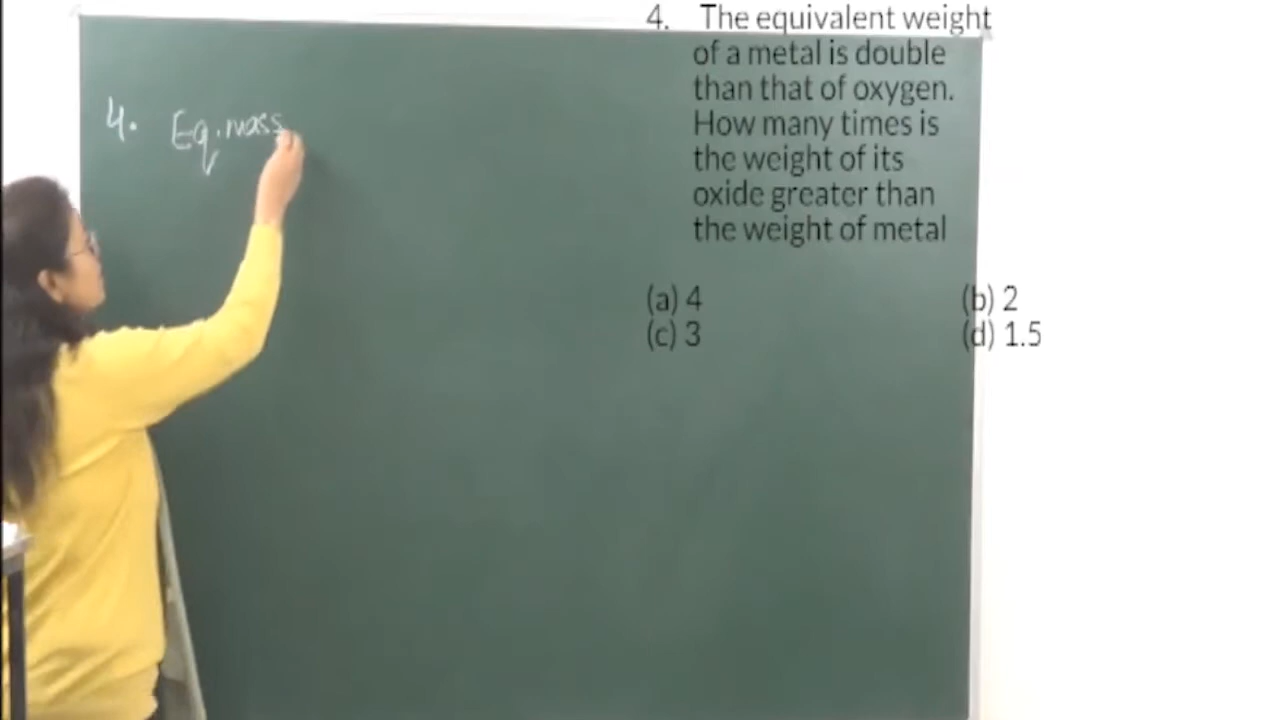 4. Eq. mass
4. The equivalent weight
of a metal is double
than that of oxygen.
How many times is
the weight of its
oxide greater than
the weight of metal
(a) 4 (b) 2
(c) 3 (d) 1.5